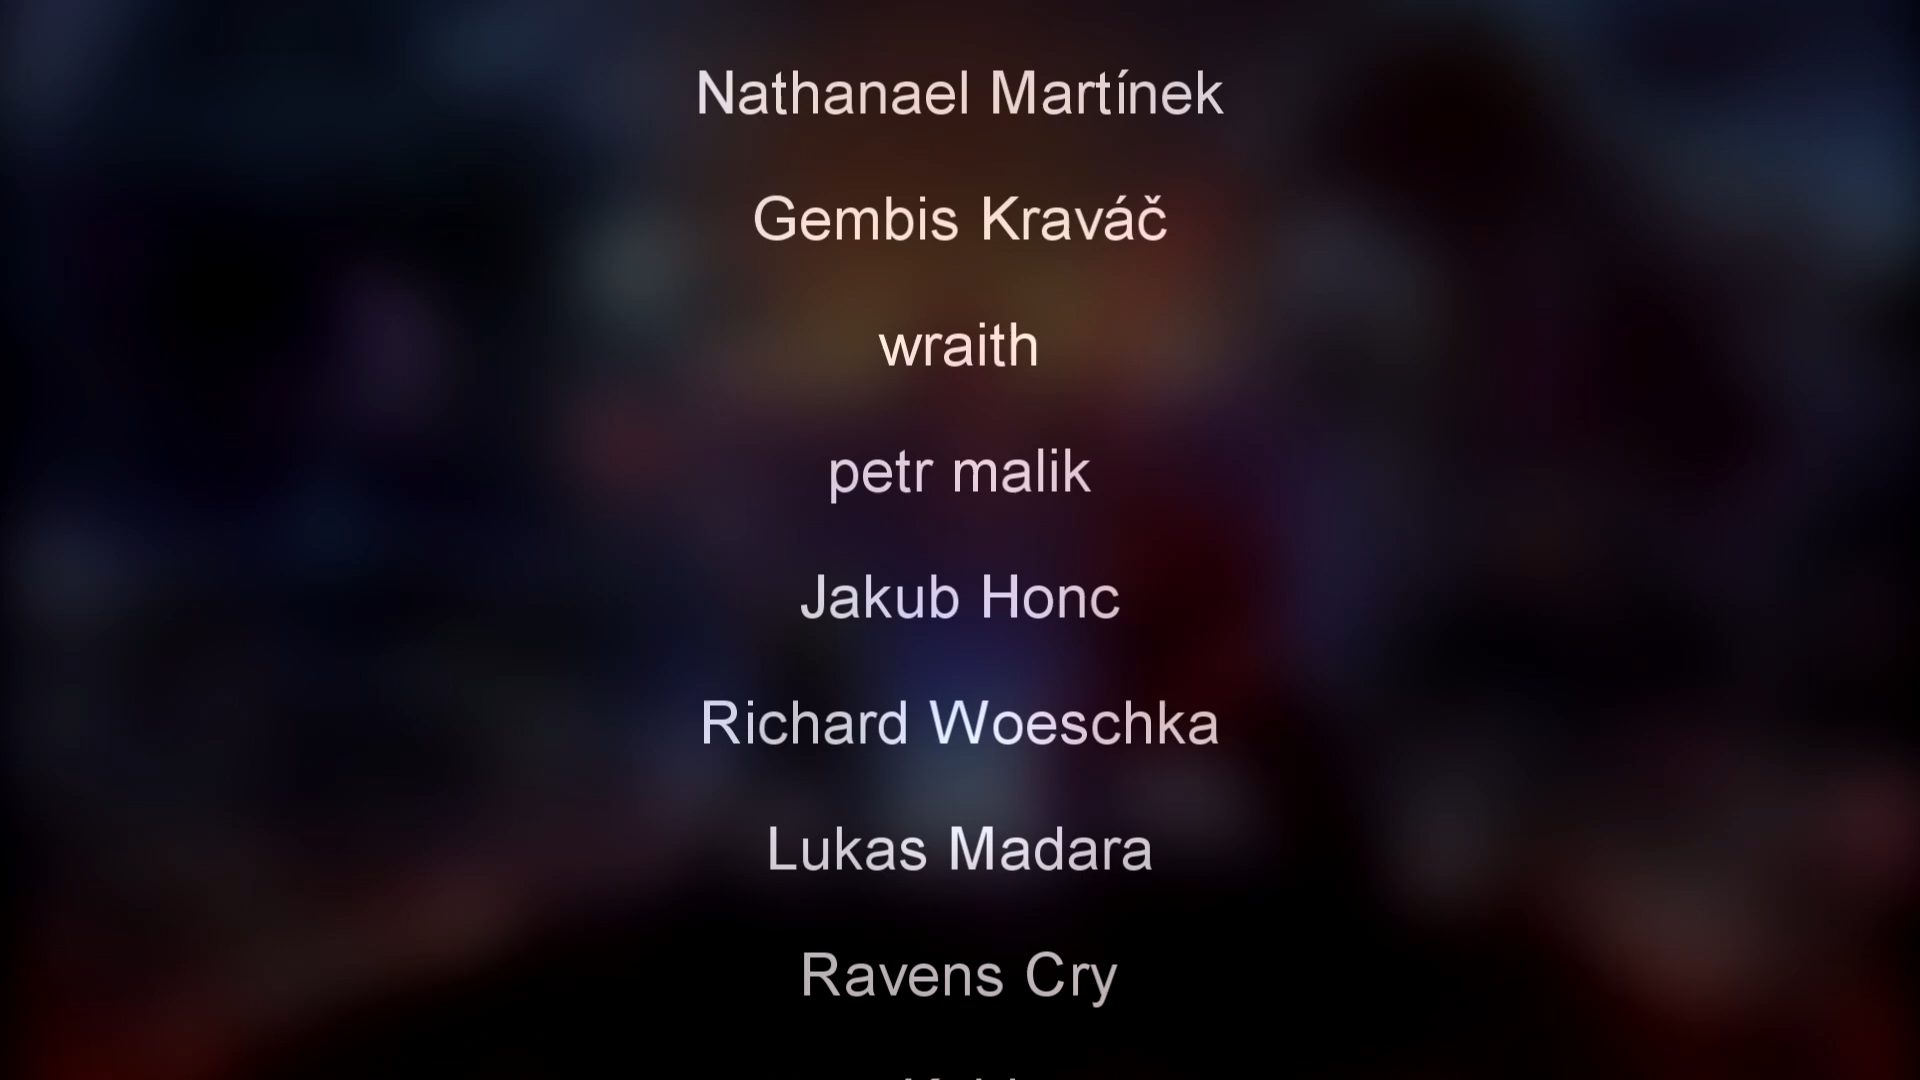 Nathanael Martínek
Gembis Kraváč
wraith
petr malik
Jakub Honc
Richard Woeschka
Lukas Madara
Ravens Cry